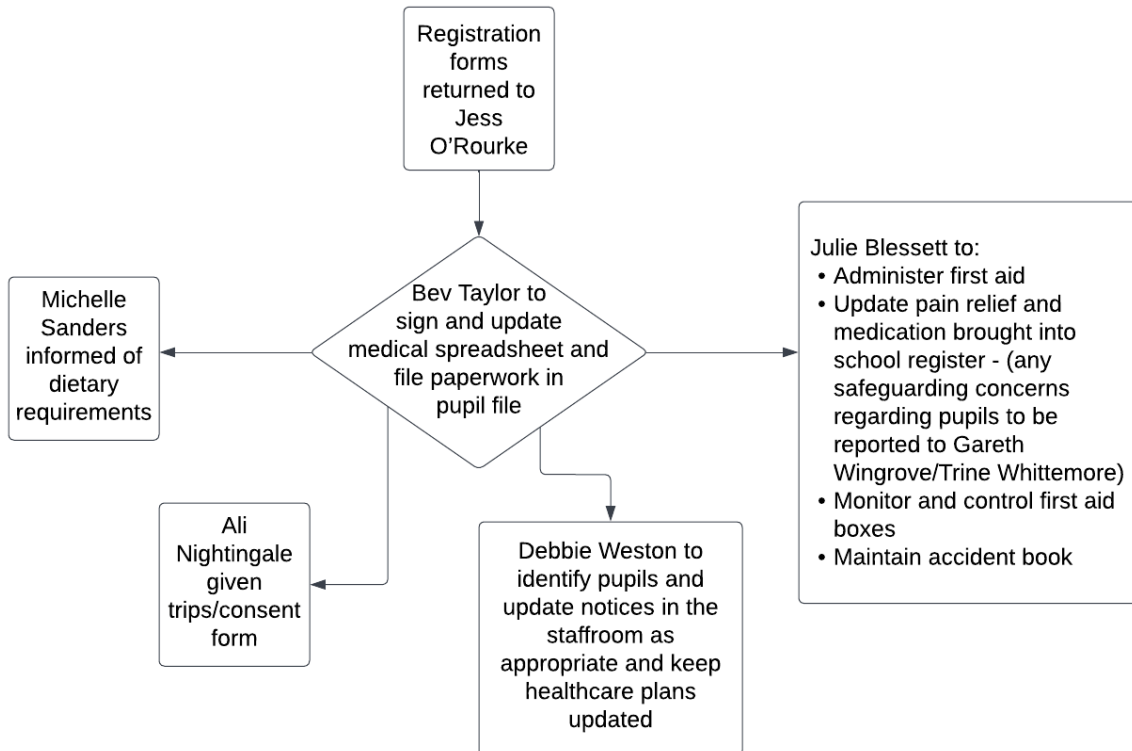 Registration
forms
returned to
Jess
O'Rourke
Bev Taylor to
sign and update
medical spreadsheet and
file paperwork in
pupil file
Michelle
Sanders
informed of
dietary
requirements
Julie Blessett to:
• Administer first aid
• Update pain relief and
medication brought into
school register - (any
safeguarding concerns
regarding pupils to be
reported to Gareth
Wingrove/Trine Whittemore)
• Monitor and control first aid
boxes
• Maintain accident book
Ali
Nightingale
given
trips/consent
form
Debbie Weston to
identify pupils and
update notices in the
staffroom as
appropriate and keep
healthcare plans
updated